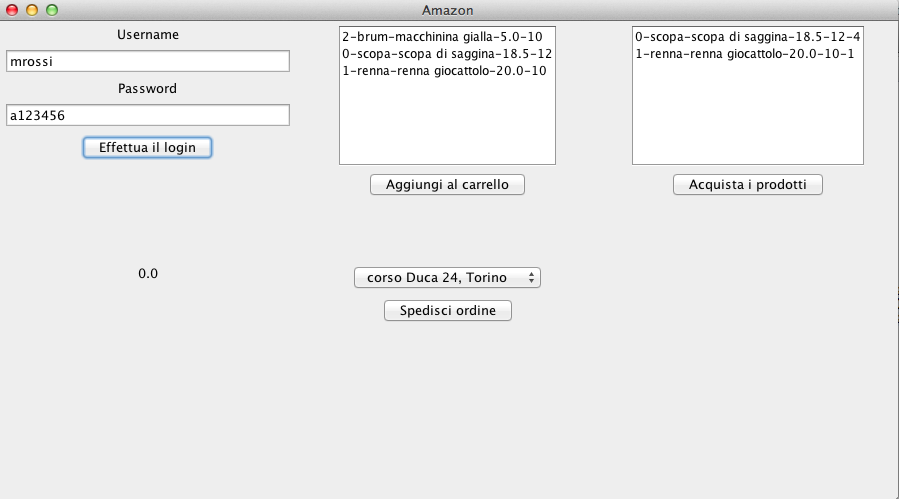 Amazon
Username
mrossi
Password
a123456
Effettua il login
2-brum-macchinina gialla-5.0-10
0-scopa-scopa di saggina-18.5-12
1-renna-renna giocattolo-20.0-10
Aggiungi al carrello
0-scopa-scopa di saggina-18.5-12-4
1-renna-renna giocattolo-20.0-10-1
Acquista i prodotti
0.0
corso Duca 24, Torino
Spedisci ordine